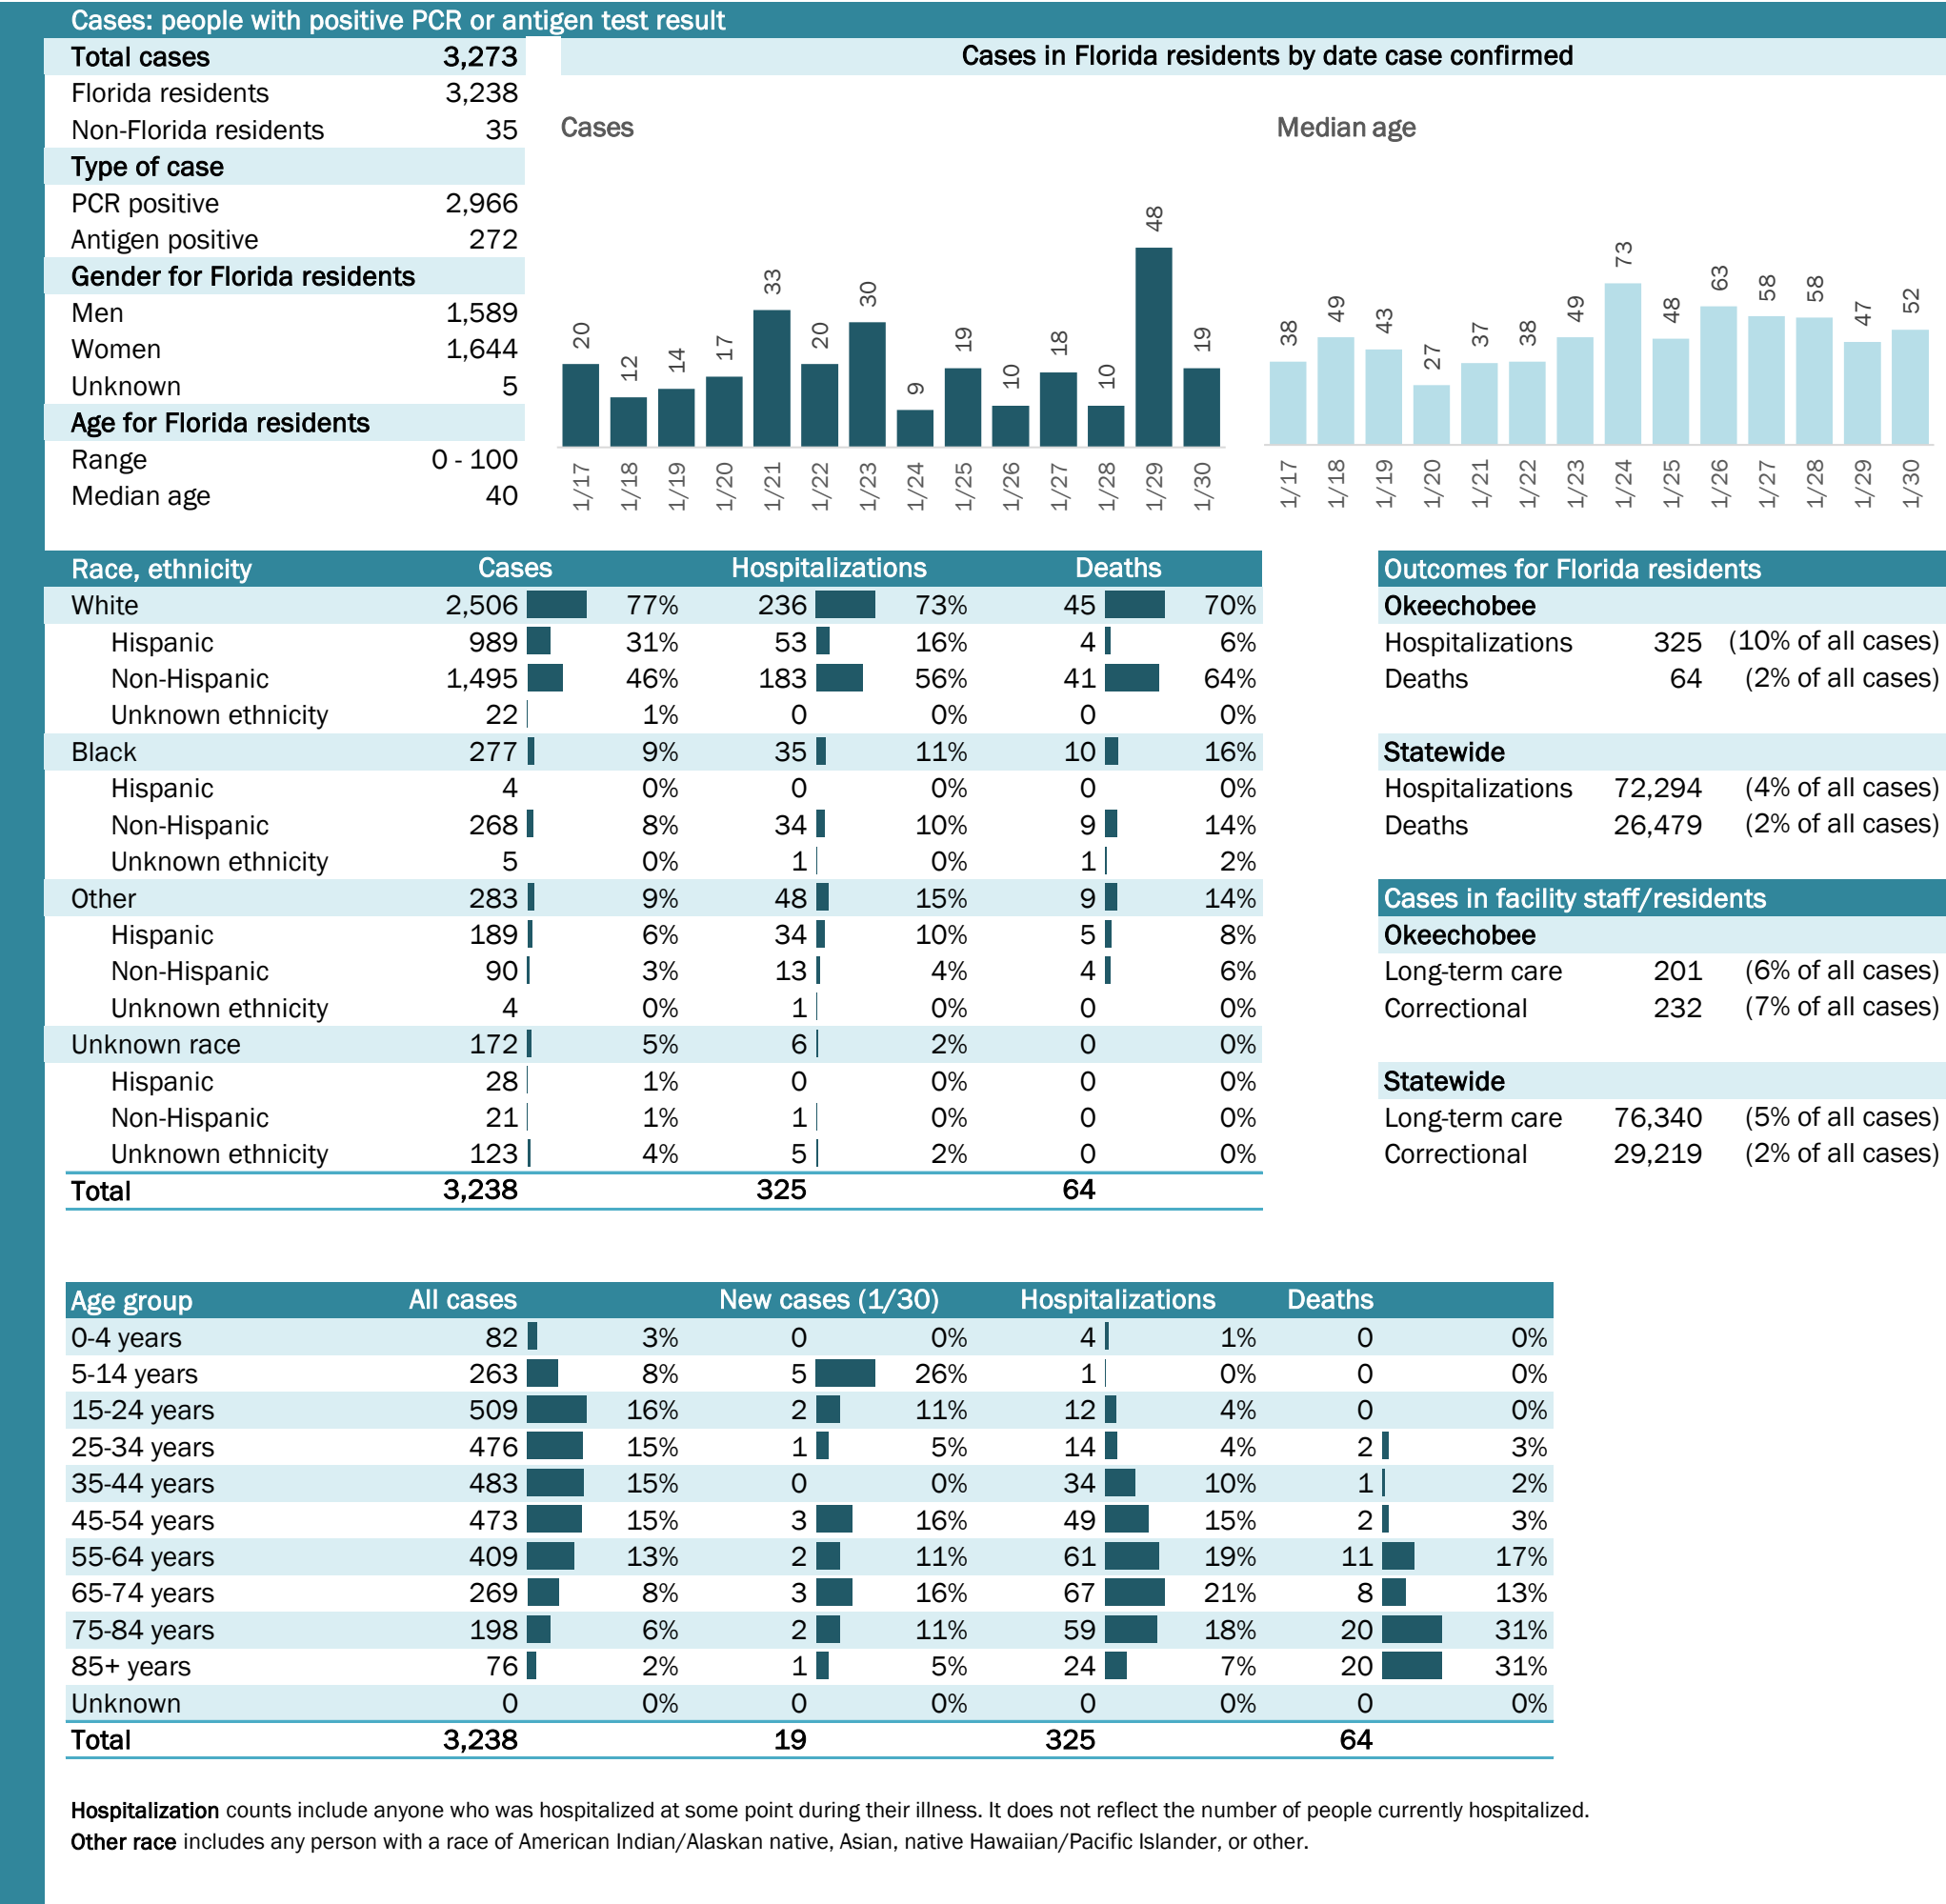 Cases: people with positive PCR or antigen test result
Total cases 3,273
Florida residents 3,238
Non-Florida residents 35
Type of case
PCR positive 2,966
Antigen positive 272
Gender for Florida residents
Men 1,589
Women 1,644
Unknown 5
Age for Florida residents
Range 0 - 100
Median age 40
Cases in Florida residents by date case confirmed
Cases
20 12 14 17 33 20 30 9 19 10 18 10 48 19
1/17 1/18 1/19 1/20 1/21 1/22 1/23 1/24 1/25 1/26 1/27 1/28 1/29 1/30
Median age
38 49 43 27 37 38 49 73 48 63 58 58 47 52
1/17 1/18 1/19 1/20 1/21 1/22 1/23 1/24 1/25 1/26 1/27 1/28 1/29 1/30
Race, ethnicity Cases Hospitalizations Deaths
White 2,506 77% 236 73% 45 70%
Hispanic 989 31% 53 16% 4 6%
Non-Hispanic 1,495 46% 183 56% 41 64%
Unknown ethnicity 22 1% 0 0% 0 0%
Black 277 9% 35 11% 10 16%
Hispanic 4 0% 0 0% 0 0%
Non-Hispanic 268 8% 34 10% 9 14%
Unknown ethnicity 5 0% 1 0% 1 2%
Other 283 9% 48 15% 9 14%
Hispanic 189 6% 34 10% 5 8%
Non-Hispanic 90 3% 13 4% 4 6%
Unknown ethnicity 4 0% 1 0% 0 0%
Unknown race 172 5% 6 2% 0 0%
Hispanic 28 1% 0 0% 0 0%
Non-Hispanic 21 1% 1 0% 0 0%
Unknown ethnicity 123 4% 5 2% 0 0%
Total 3,238 325 64
Outcomes for Florida residents
Okeechobee
Hospitalizations 325 (10% of all cases)
Deaths 64 (2% of all cases)
Statewide
Hospitalizations 72,294 (4% of all cases)
Deaths 26,479 (2% of all cases)
Cases in facility staff/residents
Okeechobee
Long-term care 201 (6% of all cases)
Correctional 232 (7% of all cases)
Statewide
Long-term care 76,340 (5% of all cases)
Correctional 29,219 (2% of all cases)
Age group All cases New cases (1/30) Hospitalizations Deaths
0-4 years 82 3% 0 0% 4 1% 0 0%
5-14 years 263 8% 5 26% 1 0% 0 0%
15-24 years 509 16% 2 11% 12 4% 0 0%
25-34 years 476 15% 1 5% 14 4% 2 3%
35-44 years 483 15% 0 0% 34 10% 1 2%
45-54 years 473 15% 3 16% 49 15% 2 3%
55-64 years 409 13% 2 11% 61 19% 11 17%
65-74 years 269 8% 3 16% 67 21% 8 13%
75-84 years 198 6% 2 11% 59 18% 20 31%
85+ years 76 2% 1 5% 24 7% 20 31%
Unknown 0 0% 0 0% 0 0% 0 0%
Total 3,238 19 325 64
Hospitalization counts include anyone who was hospitalized at some point during their illness. It does not reflect the number of people currently hospitalized.
Other race includes any person with a race of American Indian/Alaskan native, Asian, native Hawaiian/Pacific Islander, or other.